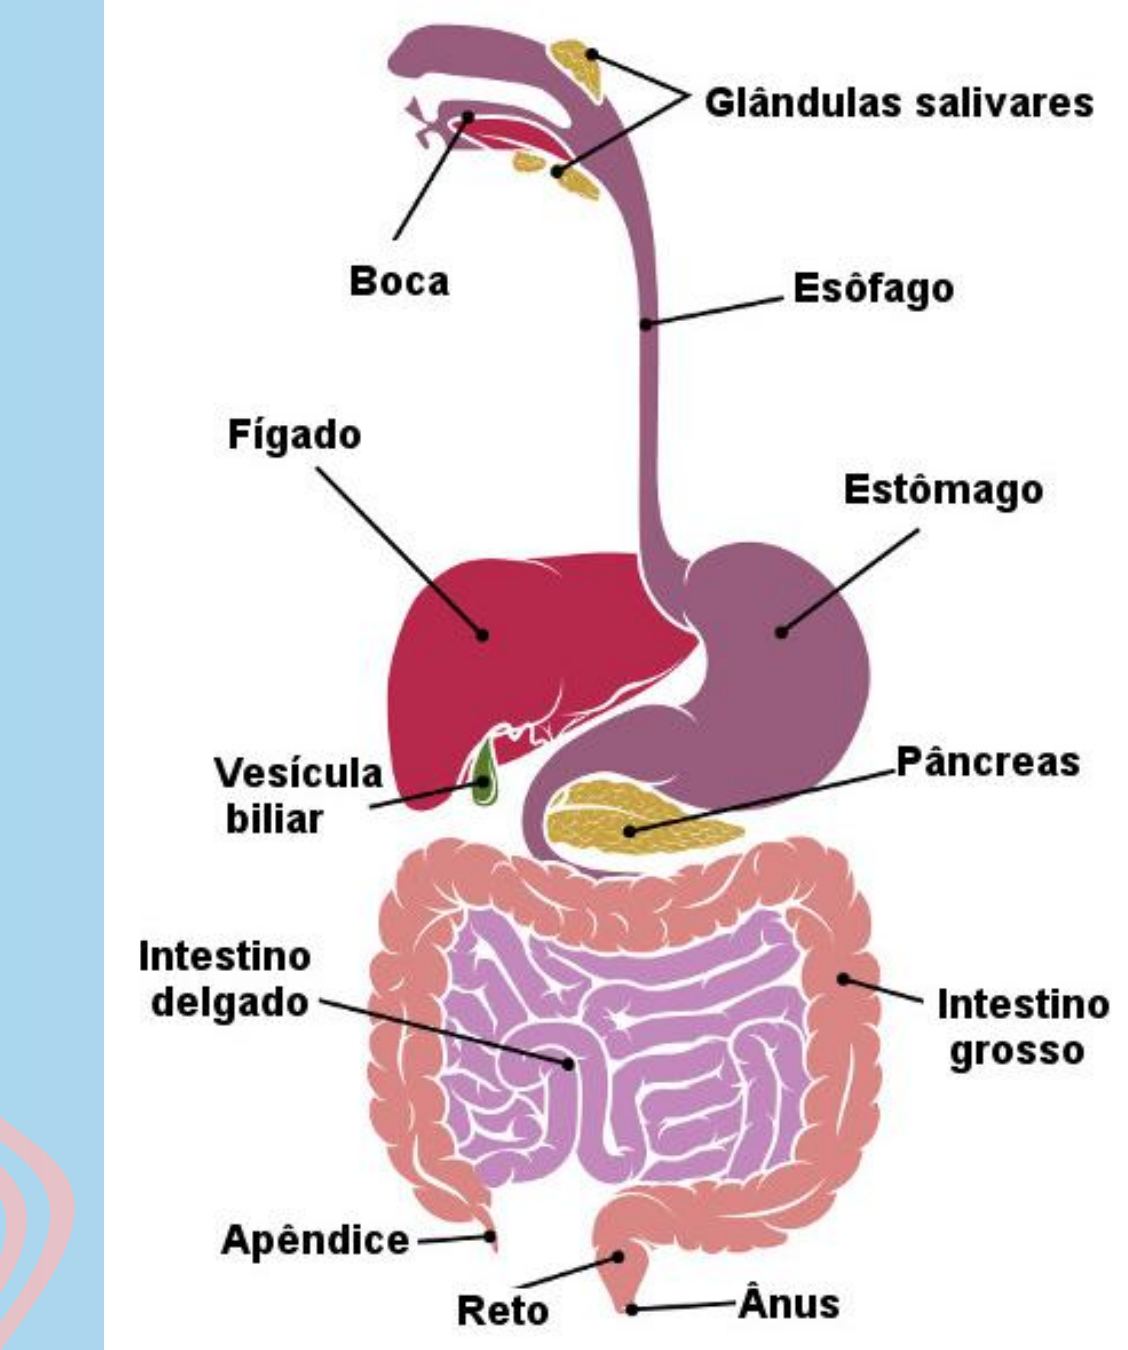 Glândulas salivares
Boca
Esôfago
Fígado
Estômago
Vesícula
biliar
Pâncreas
Intestino
delgado
Intestino
grosso
Apêndice
Reto
Ânus